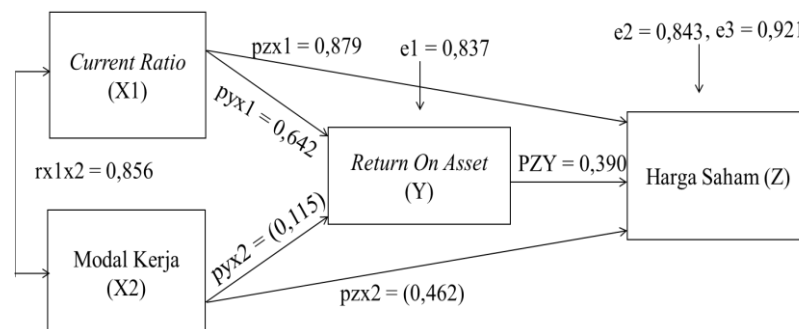 pzx1 = 0,879
e1 = 0,837
e2 = 0,843, e3 = 0,921
Current Ratio
(X1)
pyx1 = 0,642
rx1x2 = 0,856
Return On Asset
(Y)
PZY = 0,390
Harga Saham (Z)
pyx2 = (0,115)
Modal Kerja
(X2)
pzx2 = (0,462)